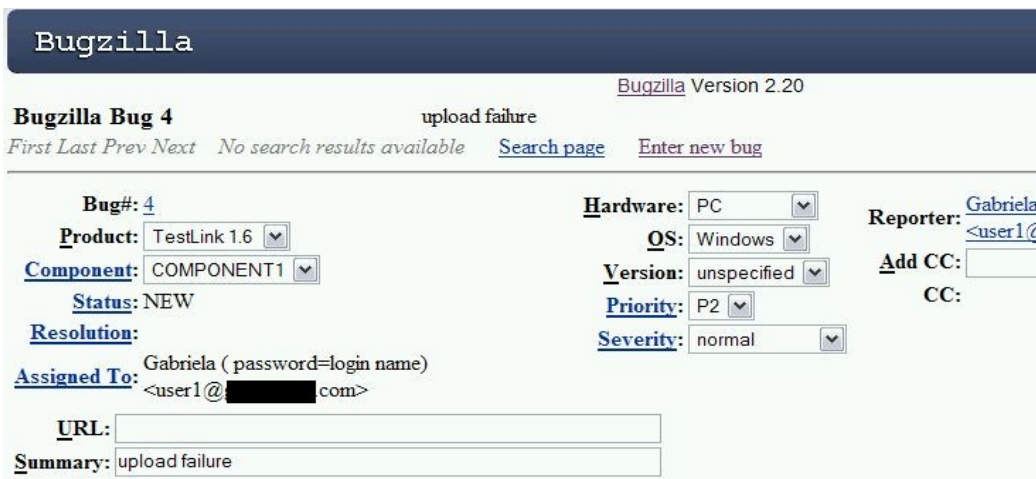 Bugzilla
Bugzilla Version 2.20
Bugzilla Bug 4 upload failure
First Last Prev Next No search results available Search page Enter new bug
Bug#: 4
Product: TestLink 1.6
Component: COMPONENT1
Status: NEW
Resolution:
Assigned To: Gabriela ( password=login name)
<user1@ .com>
URL:
Summary: upload failure
Hardware: PC
OS: Windows
Version: unspecified
Priority: P2
Severity: normal
Reporter: Gabriela
<user1@
Add CC:
CC: